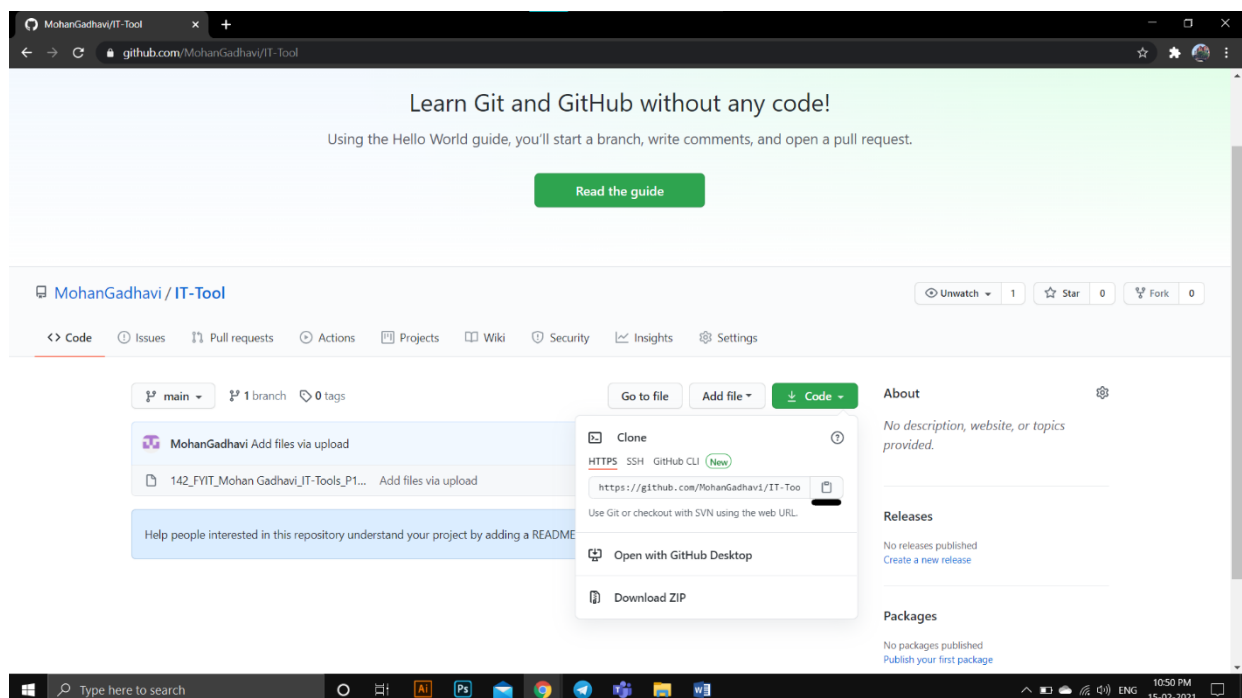 MohanGadhavi/IT-Tool
github.com/MohanGadhavi/IT-Tool
Learn Git and GitHub without any code!
Using the Hello World guide, you'll start a branch, write comments, and open a pull request.
Read the guide
MohanGadhavi / IT-Tool
Unwatch 1 Star 0 Fork 0
<> Code Issues Pull requests Actions Projects Wiki Security Insights Settings
main 1 branch 0 tags Go to file Add file Code
MohanGadhavi Add files via upload
142_FYIT_Mohan Gadhavi_IT-Tools_P1... Add files via upload
Help people interested in this repository understand your project by adding a README
Clone
HTTPS SSH GitHub CLI New
https://github.com/MohanGadhavi/IT-Too
Use Git or checkout with SVN using the web URL.
Open with GitHub Desktop
Download ZIP
About
No description, website, or topics
provided.
Releases
No releases published
Create a new release
Packages
No packages published
Publish your first package
Type here to search
Ai Ps
ENG
10:50 PM
15-02-2021